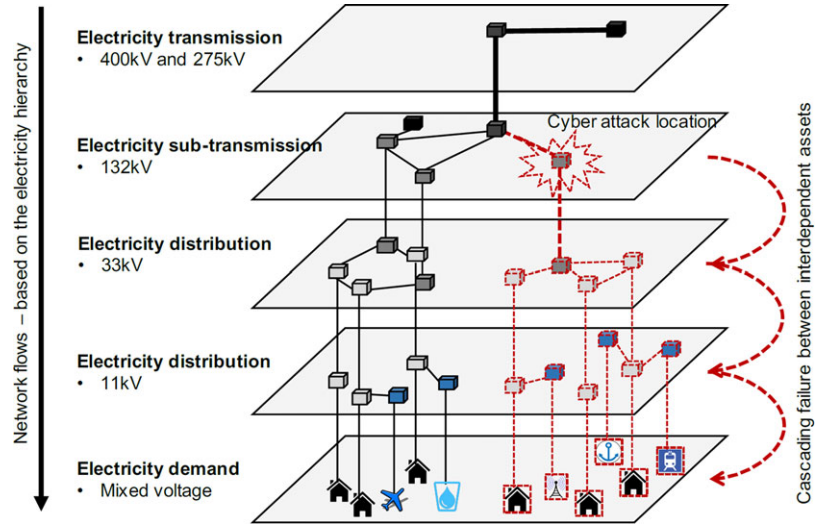 Network flows – based on the electricity hierarchy
Electricity transmission
• 400kV and 275kV
Cyber attack location
Electricity sub-transmission
• 132kV
Electricity distribution
• 33kV
Electricity distribution
• 11kV
Electricity demand
• Mixed voltage
Cascading failure between interdependent assets